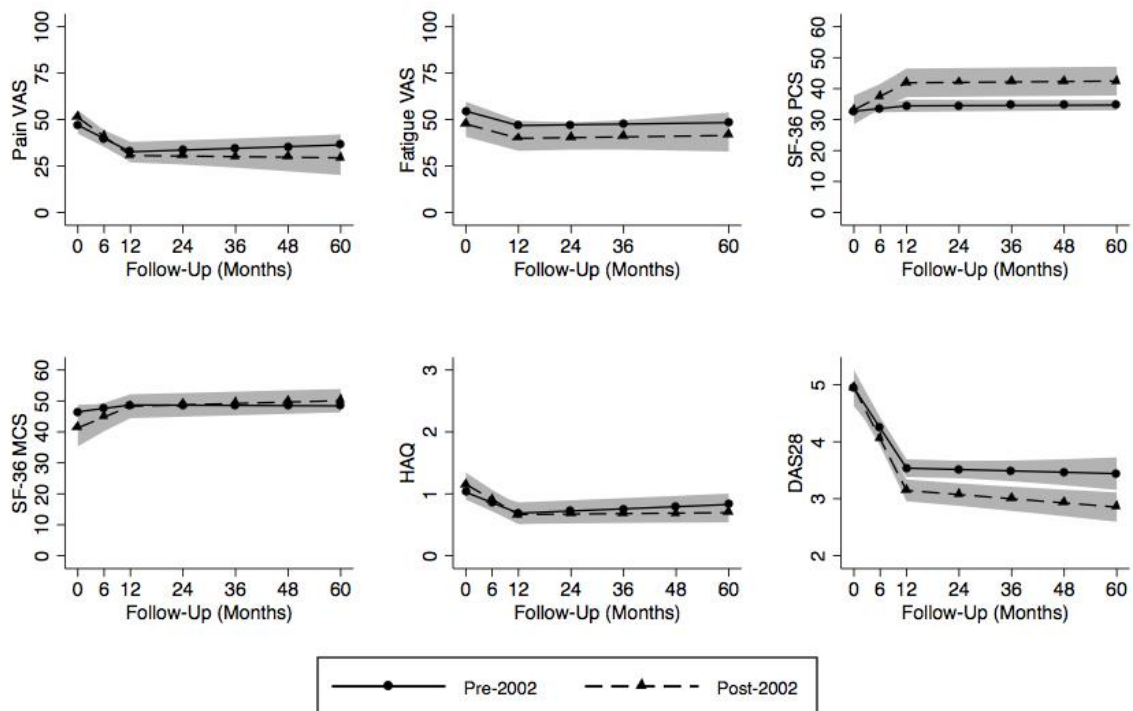 Pain VAS
0 25 50 75 100
0 6 12 24 36 48 60
Follow-Up (Months)
Fatigue VAS
0 25 50 75 100
0 12 24 36 60
Follow-Up (Months)
SF-36 PCS
0 10 20 30 40 50 60
0 6 12 24 36 48 60
Follow-Up (Months)
SF-36 MCS
0 10 20 30 40 50 60
0 6 12 24 36 48 60
Follow-Up (Months)
HAQ
0 1 2 3
0 6 12 24 36 48 60
Follow-Up (Months)
DAS28
2 3 4 5
0 6 12 24 36 48 60
Follow-Up (Months)
Pre-2002 Post-2002